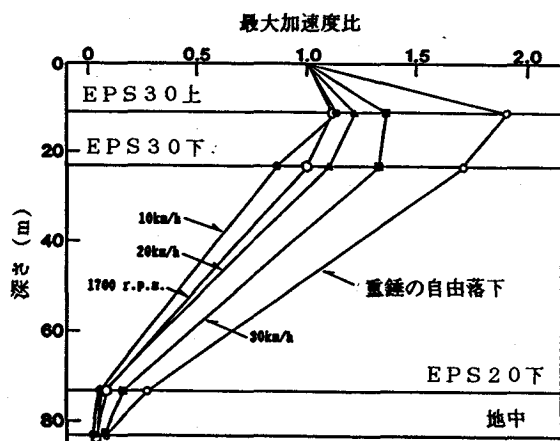 最大加速度比
0 0.5 1.0 1.5 2.0
0
EPS30上
20
EPS30下
10km/h
40
20km/h
1700 r.p.m.
重錘の自由落下
深さ (m)
60
30km/h
EPS20下
80
地中